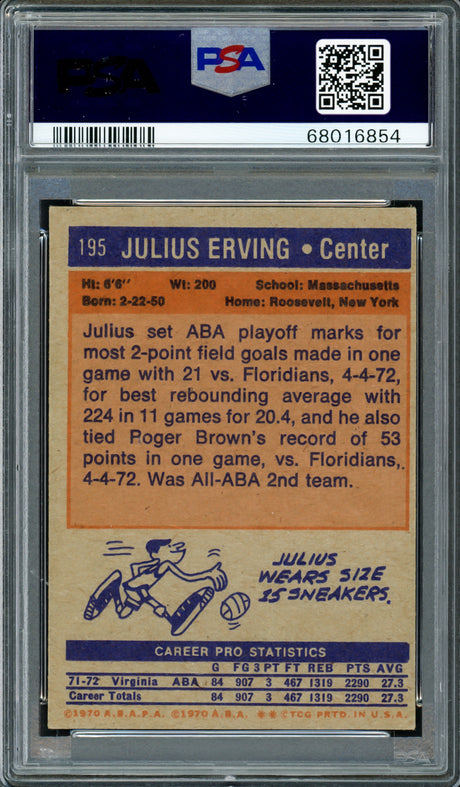 PSA PSA
68016854
195 JULIUS ERVING • Center
Ht: 6'6" Wt: 200 School: Massachusetts
Born: 2-22-50 Home: Roosevelt, New York
Julius set ABA playoff marks for
most 2-point field goals made in one
game with 21 vs. Floridians, 4-4-72,
for best rebounding average with
224 in 11 games for 20.4, and he also
tied Roger Brown's record of 53
points in one game, vs. Floridians,
4-4-72. Was All-ABA 2nd team.
JULIUS
WEARS SIZE
15 SNEAKERS.
CAREER PRO STATISTICS
G FG 3PT FT REB PTS AVG
71-72 Virginia ABA 84 907 3 467 1319 2290 27.3
Career Totals 84 907 3 467 1319 2290 27.3
©1970 A.B.A.P.A. ©1970 A.B.A. ✱✱©TCG PRTD. IN U.S.A.